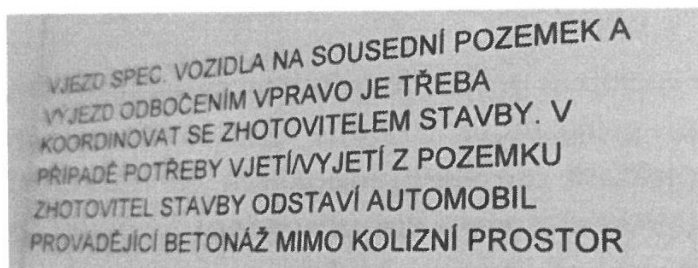 VJEZD SPEC. VOZIDLA NA SOUSEDNÍ POZEMEK A
VÝJEZD ODBOČENÍM VPRAVO JE TŘEBA
KOORDINOVAT SE ZHOTOVITELEM STAVBY. V
PŘÍPADĚ POTŘEBY VJETÍ/VYJETÍ Z POZEMKU
ZHOTOVITEL STAVBY ODSTAVÍ AUTOMOBIL
PROVÁDĚJÍCÍ BETONÁŽ MIMO KOLIZNÍ PROSTOR